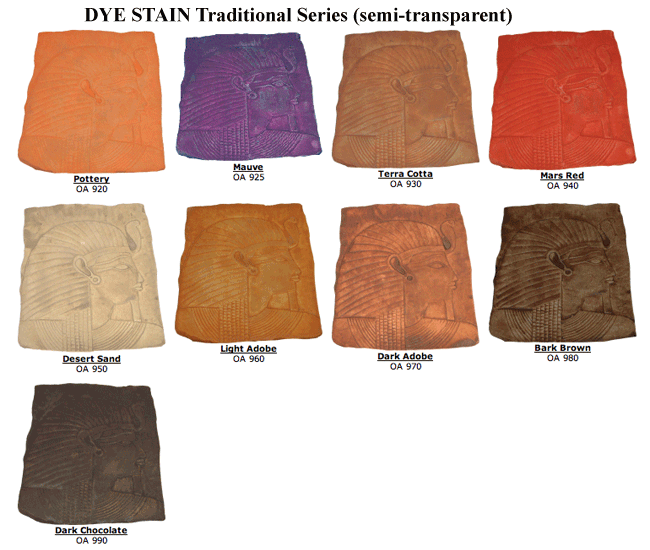 DYE STAIN Traditional Series (semi-transparent)
Pottery
OA 920
Mauve
OA 925
Terra Cotta
OA 930
Mars Red
OA 940
Desert Sand
OA 950
Light Adobe
OA 960
Dark Adobe
OA 970
Bark Brown
OA 980
Dark Chocolate
OA 990